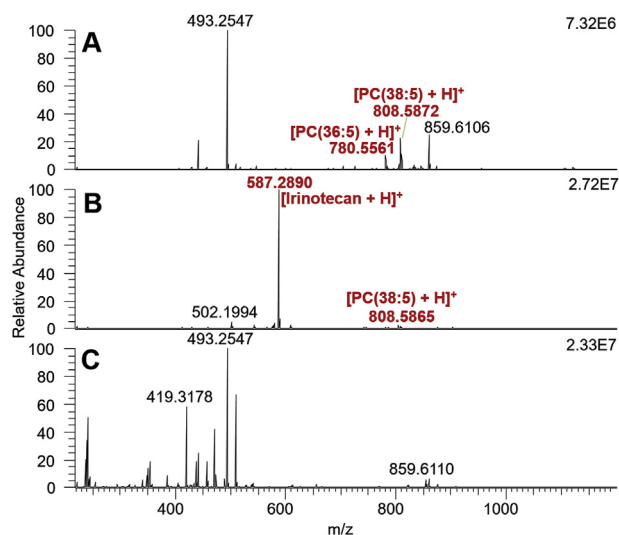 493.2547
7.32E6
A
100
80
60
40
20
0
[PC(38:5) + H]+
808.5872
[PC(36:5) + H]+
780.5561
859.6106
587.2890
2.72E7
[Irinotecan + H]+
B
100
80
60
40
20
0
502.1994
[PC(38:5) + H]+
808.5865
Relative Abundance
493.2547
2.33E7
C
100
80
60
40
20
0
419.3178
859.6110
400
600
800
1000
m/z